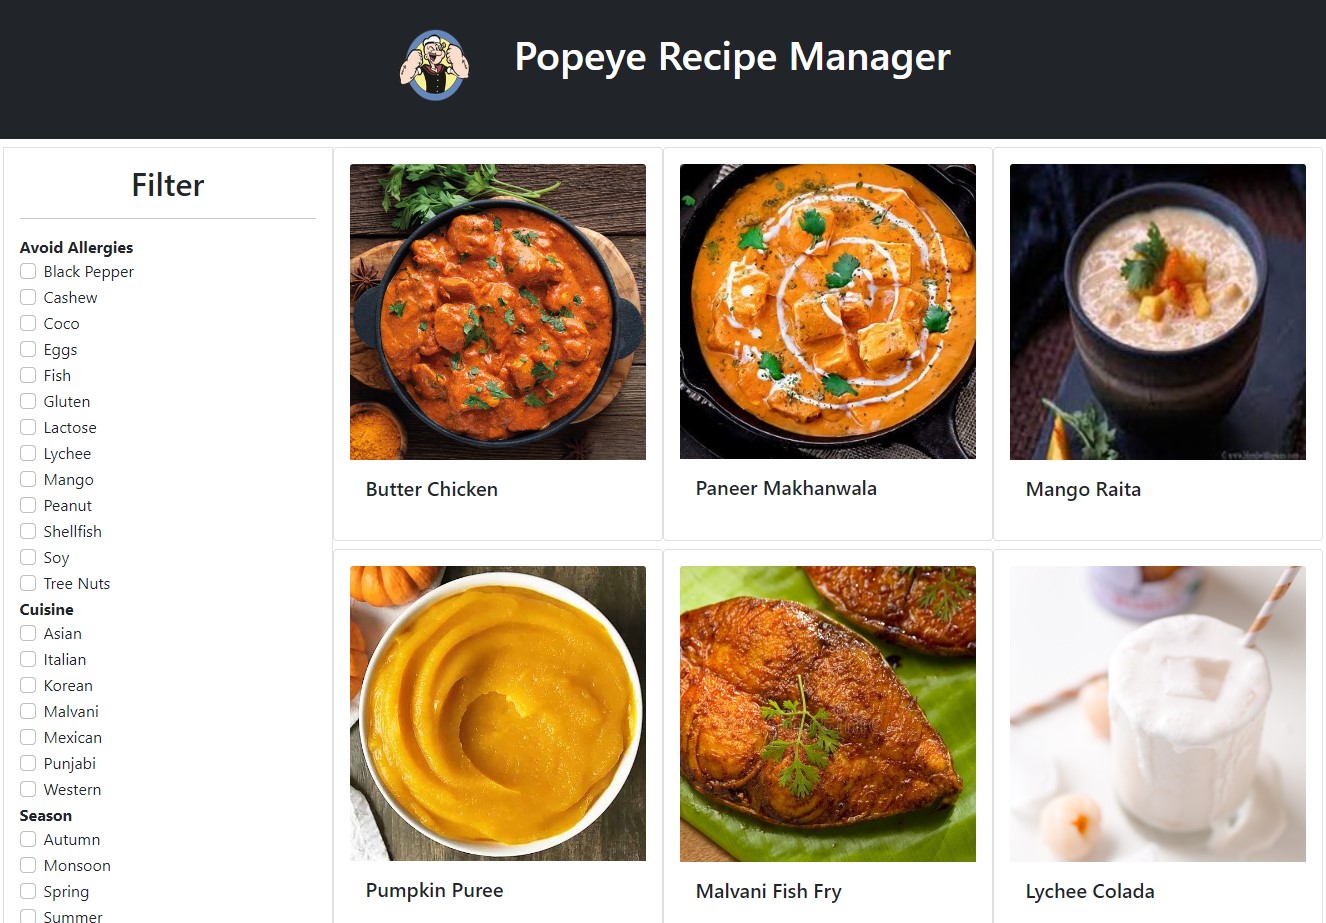 Popeye Recipe Manager
Filter
Avoid Allergies
Black Pepper
Cashew
Coco
Eggs
Fish
Gluten
Lactose
Lychee
Mango
Peanut
Shellfish
Soy
Tree Nuts
Cuisine
Asian
Italian
Korean
Malvani
Mexican
Punjabi
Western
Season
Autumn
Monsoon
Spring
Summer
Butter Chicken
Paneer Makhanwala
Mango Raita
Pumpkin Puree
Malvani Fish Fry
Lychee Colada